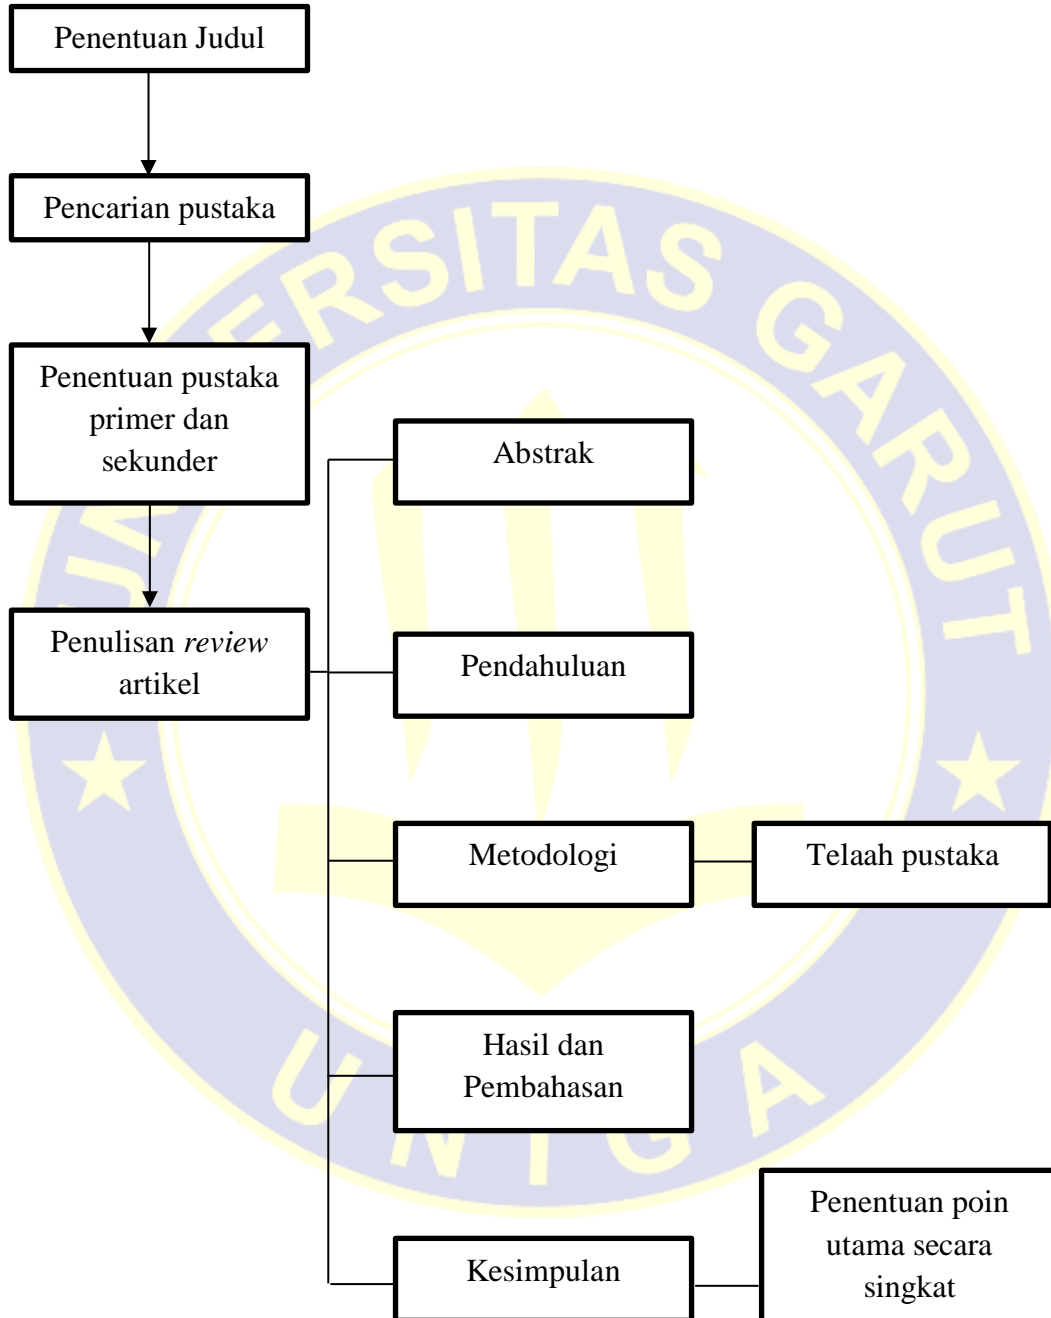 Penentuan Judul
Pencarian pustaka
Penentuan pustaka
primer dan
sekunder
Penulisan review
artikel
Abstrak
Pendahuluan
Metodologi
Telaah pustaka
Hasil dan
Pembahasan
Kesimpulan
Penentuan poin
utama secara
singkat
UNIVERSITAS GARUT
UNIGA